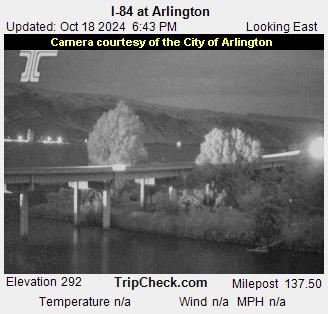 I-84 at Arlington
Updated: Oct 18 2024 6:43 PM Looking East
Camera courtesy of the City of Arlington
Elevation 292 TripCheck.com Milepost 137.50
Temperature n/a Wind n/a MPH n/a